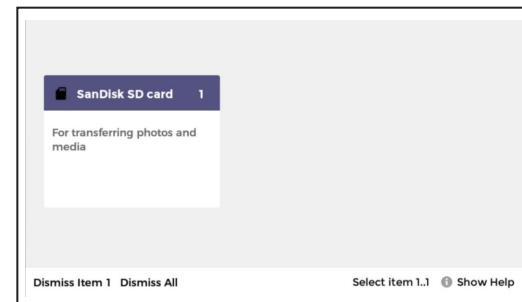 SanDisk SD card 1
For transferring photos and
media
Dismiss Item 1 Dismiss All Select item 1..1 Show Help